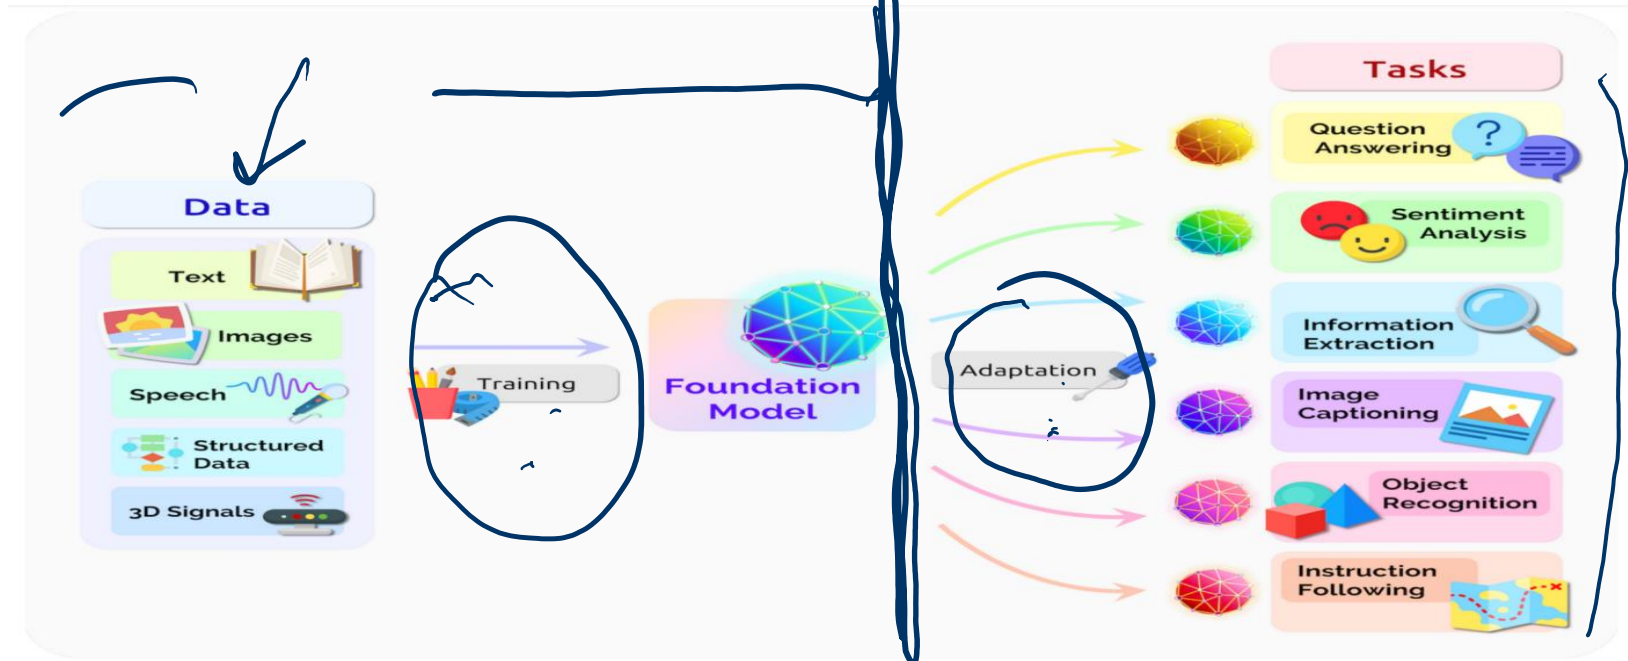 Data
Text
Images
Speech
Structured
Data
3D Signals
Training
Foundation
Model
Adaptation
Tasks
Question
Answering
?
Sentiment
Analysis
Information
Extraction
Image
Captioning
Object
Recognition
Instruction
Following